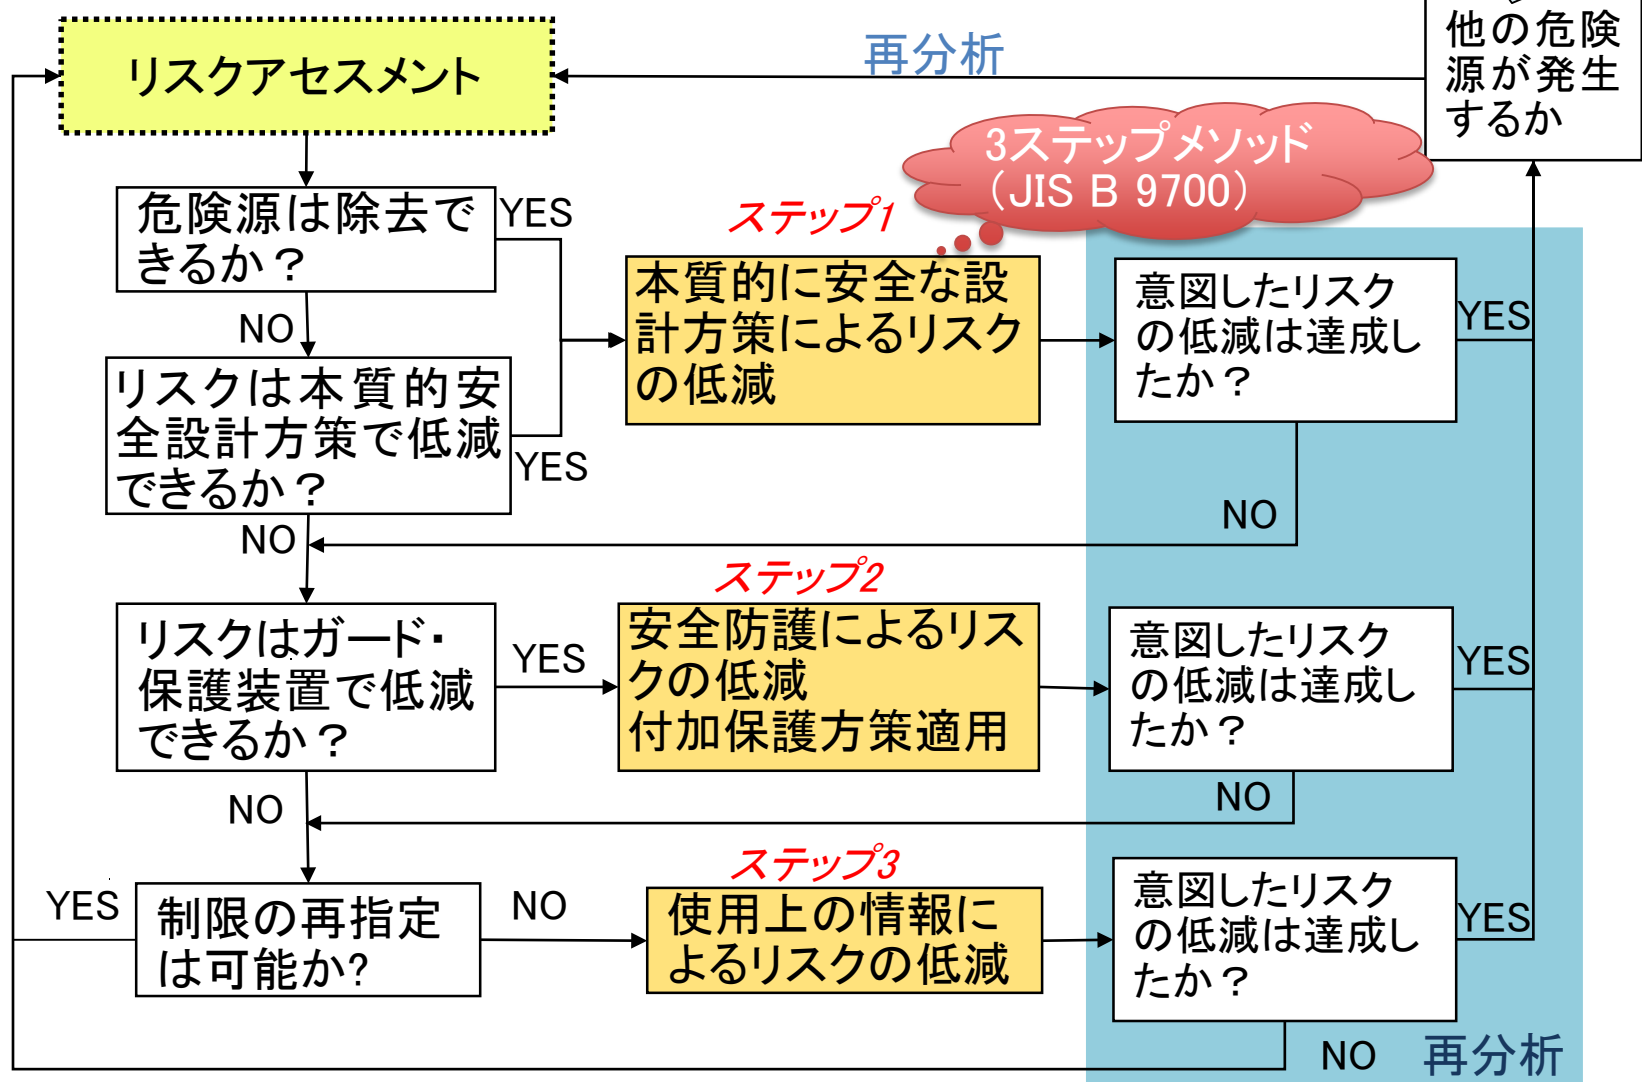 リスクアセスメント
再分析
他の危険
源が発生
するか
3ステップメソッド
（JIS B 9700）
危険源は除去で
きるか？
YES
ステップ1
本質的に安全な設
計方策によるリスク
の低減
意図したリスク
の低減は達成し
たか？
YES
NO
リスクは本質的安
全設計方策で低減
できるか？
YES
NO
NO
ステップ2
リスクはガード・
保護装置で低減
できるか？
YES
安全防護によるリス
クの低減
付加保護方策適用
意図したリスク
の低減は達成し
たか？
YES
NO
NO
ステップ3
YES
制限の再指定
は可能か?
NO
使用上の情報に
よるリスクの低減
意図したリスク
の低減は達成し
たか？
YES
NO
再分析